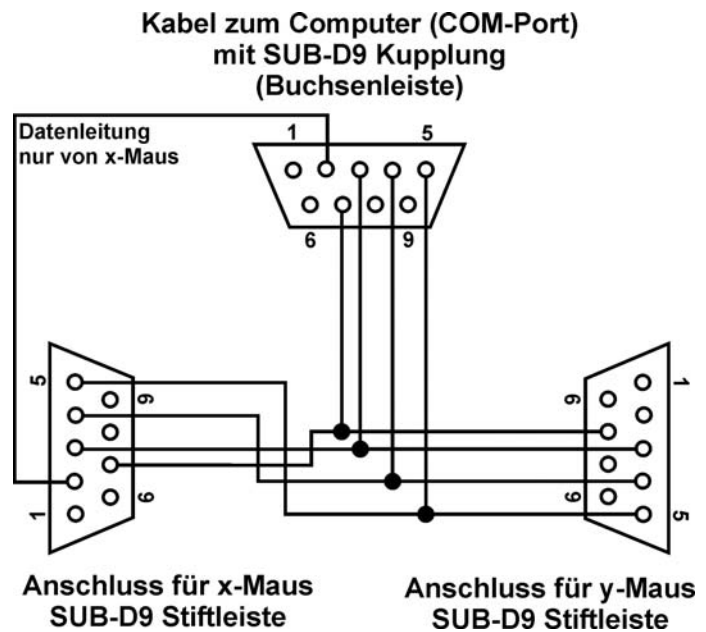 Kabel zum Computer (COM-Port)
mit SUB-D9 Kupplung
(Buchsenleiste)
Datenleitung
nur von x-Maus
1 5
6 9
5 9
1 6
9 1
6 5
Anschluss für x-Maus
SUB-D9 Stiftleiste
Anschluss für y-Maus
SUB-D9 Stiftleiste